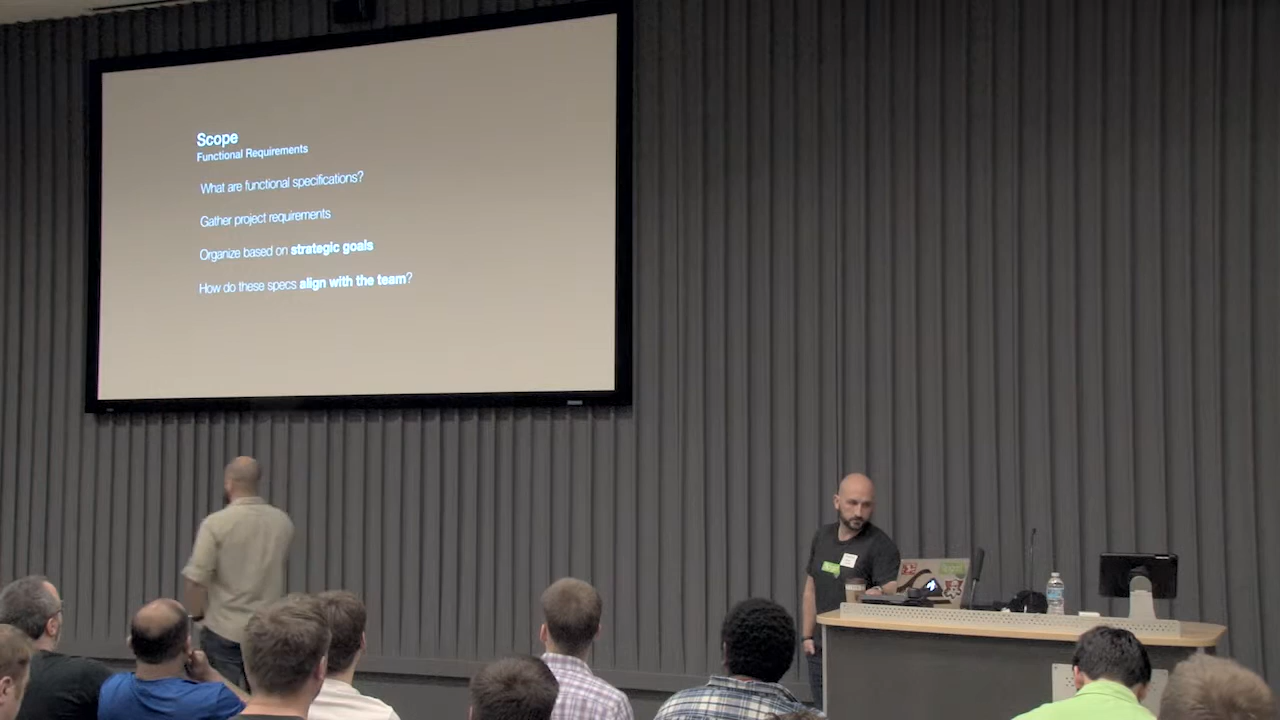 Scope
Functional Requirements
What are functional specifications?
Gather project requirements
Organize based on strategic goals
How do these specs align with the team?